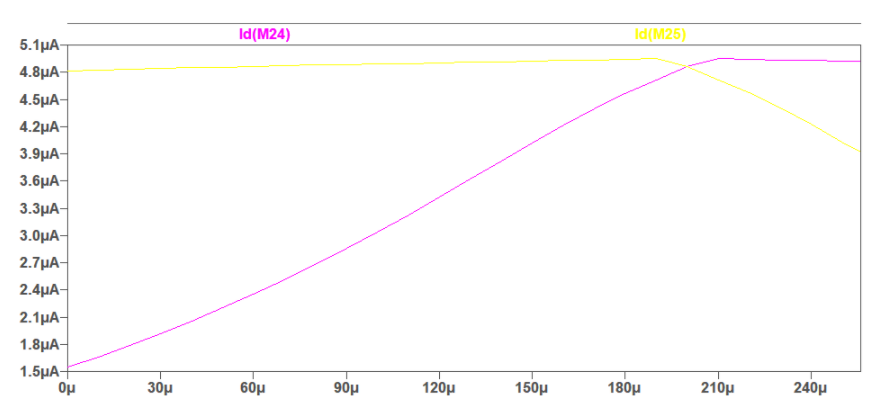 Id(M24) Id(M25)
5.1µA
4.8µA
4.5µA
4.2µA
3.9µA
3.6µA
3.3µA
3.0µA
2.7µA
2.4µA
2.1µA
1.8µA
1.5µA
0µ 30µ 60µ 90µ 120µ 150µ 180µ 210µ 240µ